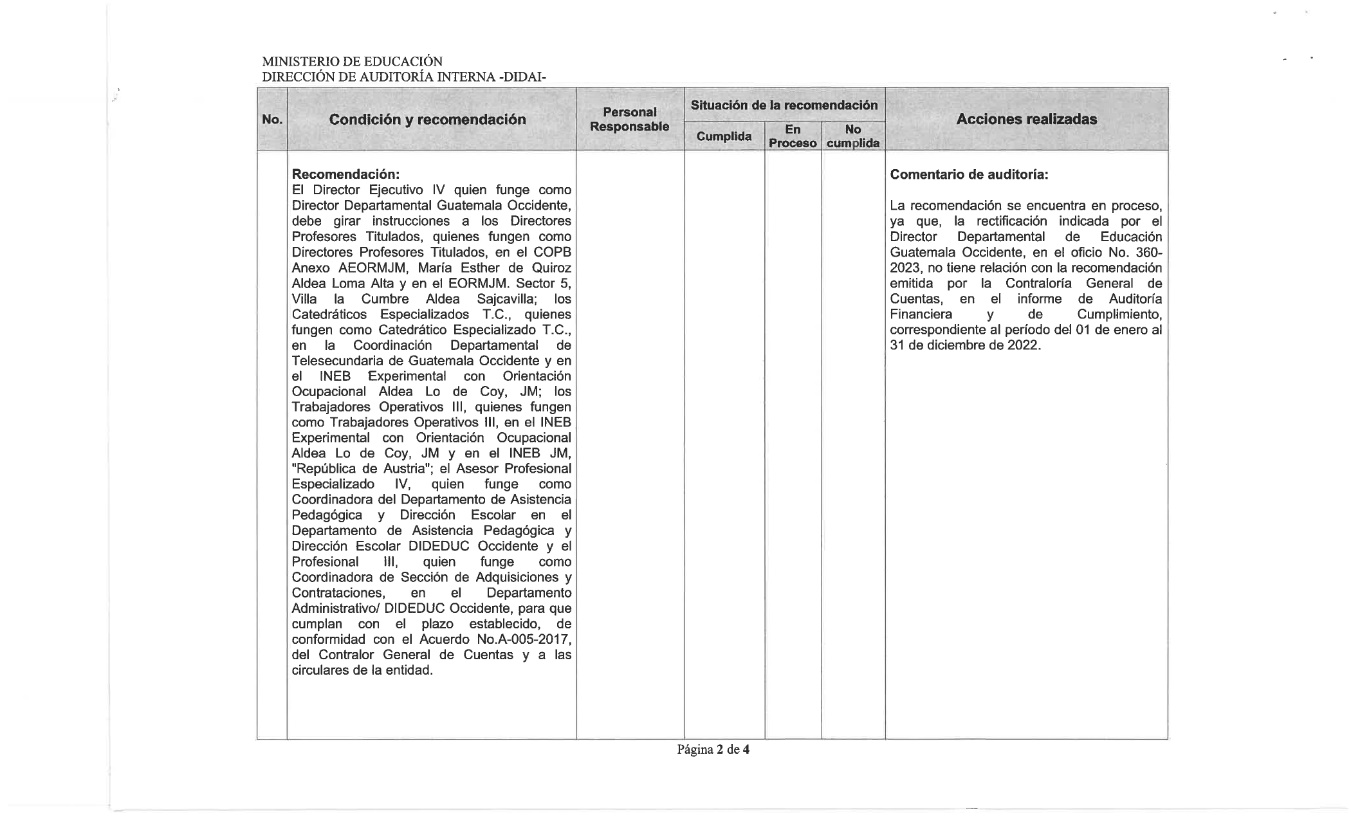 MINISTERIO DE EDUCACIÓN
DIRECCIÓN DE AUDITORÍA INTERNA -DIDAI-
No.
Condición y recomendación
Personal
Responsable
Situación de la recomendación
Cumplida
En
Proceso
No
cumplida
Acciones realizadas
Recomendación:
El Director Ejecutivo IV quien funge como
Director Departamental Guatemala Occidente,
debe girar instrucciones a los Directores
Profesores Titulados, quienes fungen como
Directores Profesores Titulados, en el COPB
Anexo AEORMJM, María Esther de Quiroz
Aldea Loma Alta y en el EORMJM. Sector 5,
Villa la Cumbre Aldea Sajcavilla; los
Catedráticos Especializados T.C., quienes
fungen como Catedrático Especializado T.C.,
en la Coordinación Departamental de
Telesecundaria de Guatemala Occidente y en
el INEB Experimental con Orientación
Ocupacional Aldea Lo de Coy, JM; los
Trabajadores Operativos III, quienes fungen
como Trabajadores Operativos III, en el INEB
Experimental con Orientación Ocupacional
Aldea Lo de Coy, JM y en el INEB JM,
"República de Austria"; el Asesor Profesional
Especializado IV, quien funge como
Coordinadora del Departamento de Asistencia
Pedagógica y Dirección Escolar en el
Departamento de Asistencia Pedagógica y
Dirección Escolar DIDEDUC Occidente y el
Profesional III, quien funge como
Coordinadora de Sección de Adquisiciones y
Contrataciones, en el Departamento
Administrativo/ DIDEDUC Occidente, para que
cumplan con el plazo establecido, de
conformidad con el Acuerdo No.A-005-2017,
del Contralor General de Cuentas y a las
circulares de la entidad.
Comentario de auditoría:
La recomendación se encuentra en proceso,
ya que, la rectificación indicada por el
Director Departamental de Educación
Guatemala Occidente, en el oficio No. 360-
2023, no tiene relación con la recomendación
emitida por la Contraloría General de
Cuentas, en el informe de Auditoría
Financiera y de Cumplimiento,
correspondiente al período del 01 de enero al
31 de diciembre de 2022.
Página 2 de 4